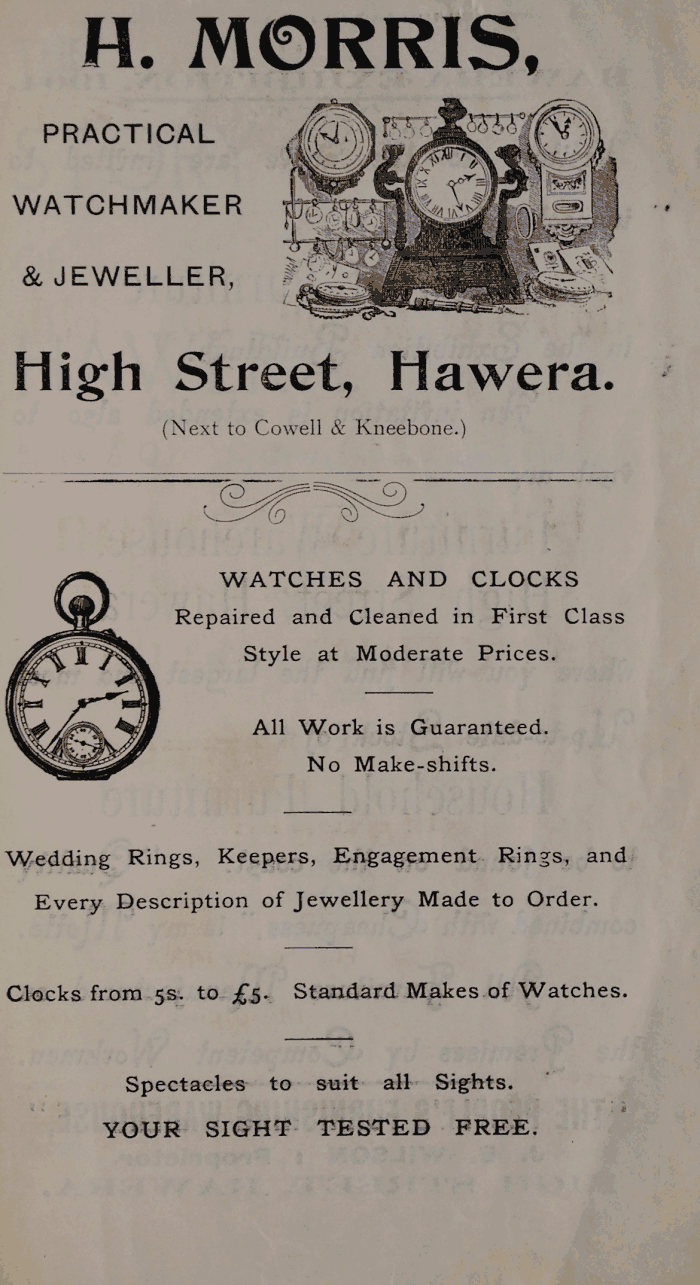 H. MORRIS,
PRACTICAL
WATCHMAKER
& JEWELLER,
High Street, Hawera.
(Next to Cowell & Kneebone.)
WATCHES AND CLOCKS
Repaired and Cleaned in First Class
Style at Moderate Prices.
All Work is Guaranteed.
No Make-shifts.
Wedding Rings, Keepers, Engagement Rings, and
Every Description of Jewellery Made to Order.
Clocks from 5s. to £5. Standard Makes of Watches.
Spectacles to suit all Sights.
YOUR SIGHT TESTED FREE.